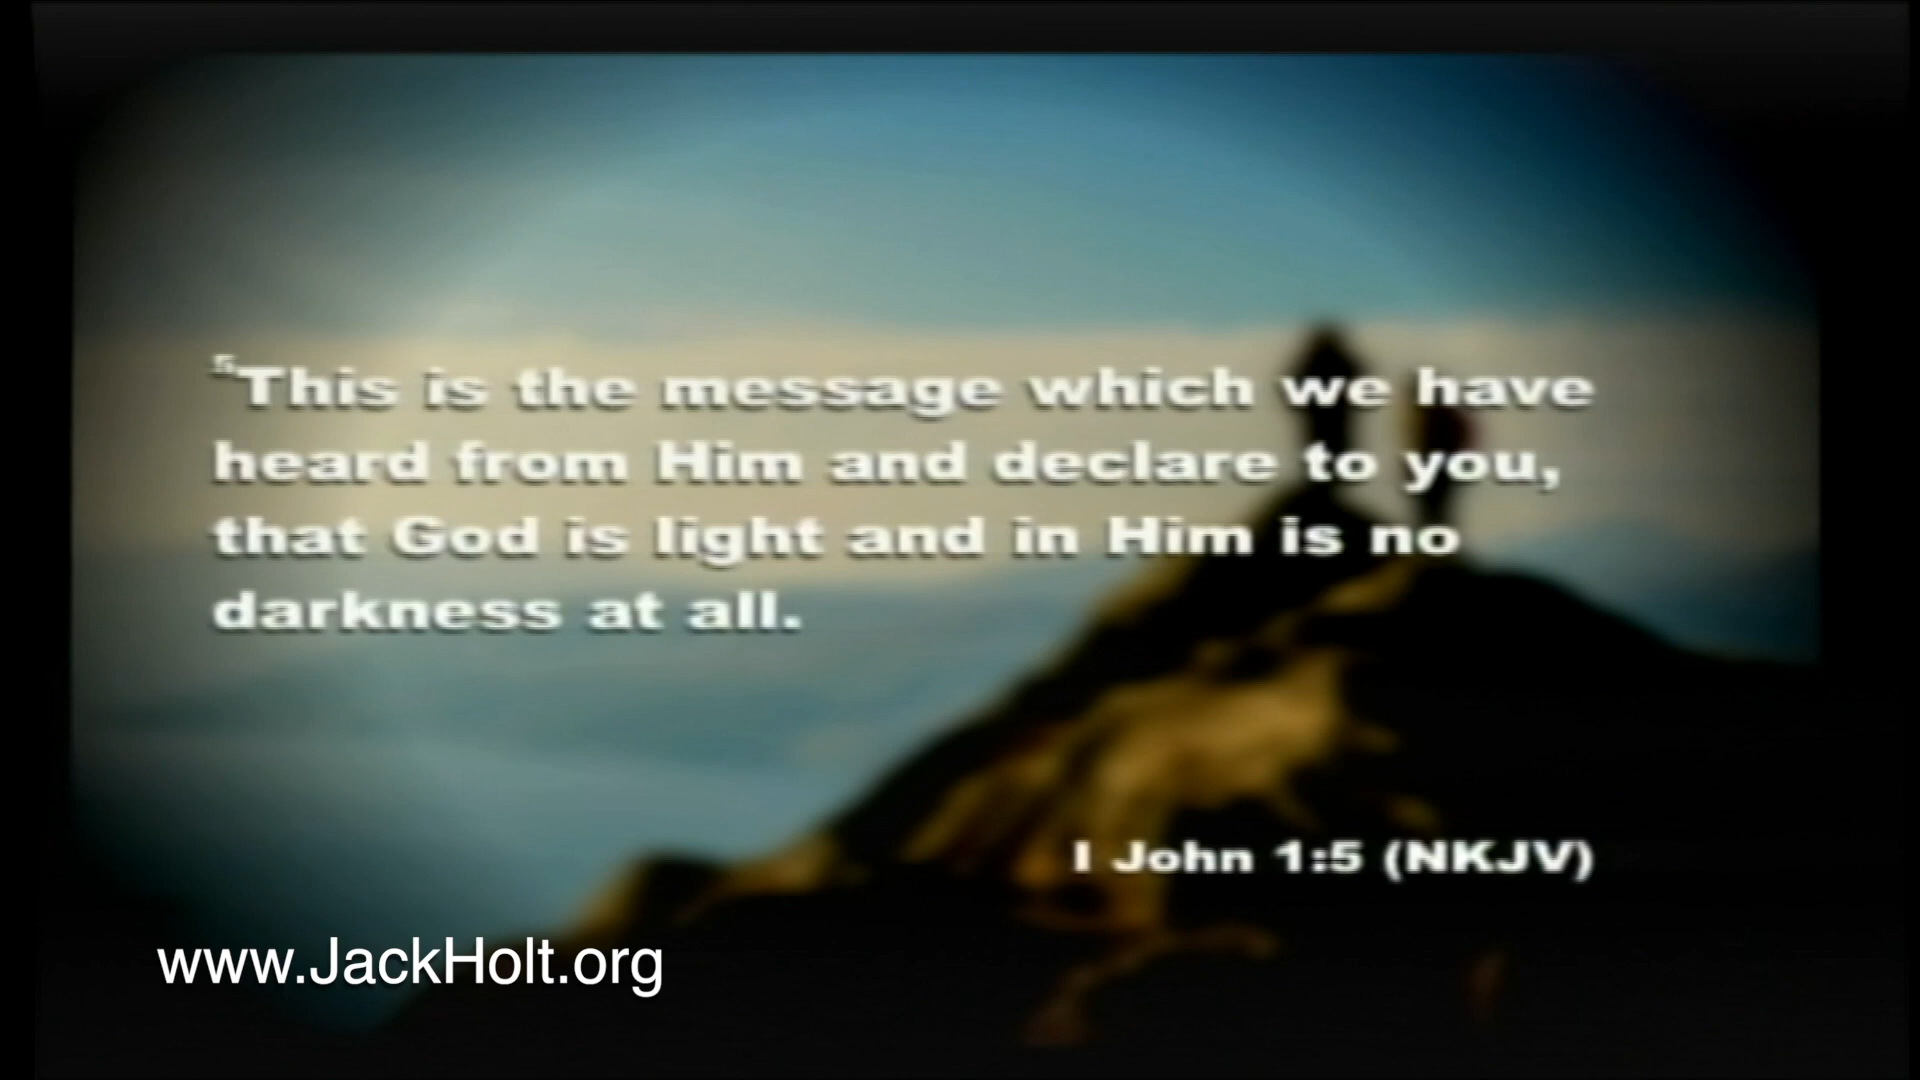 ⁵This is the message which we have
heard from Him and declare to you,
that God is light and in Him is no
darkness at all.
I John 1:5 (NKJV)
www.JackHolt.org